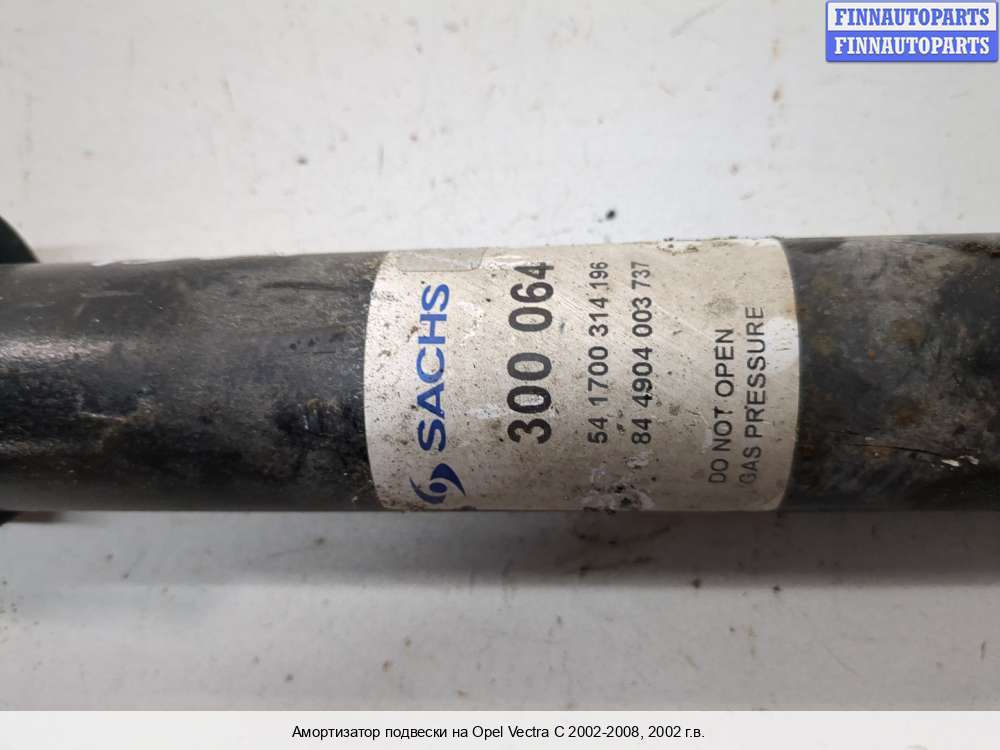 FINNAUTOPARTS
FINNAUTOPARTS
SACHS
300 064
54 1700 314 196
84 4904 003 737
DO NOT OPEN
GAS PRESSURE
Амортизатор подвески на Opel Vectra C 2002-2008, 2002 г.в.